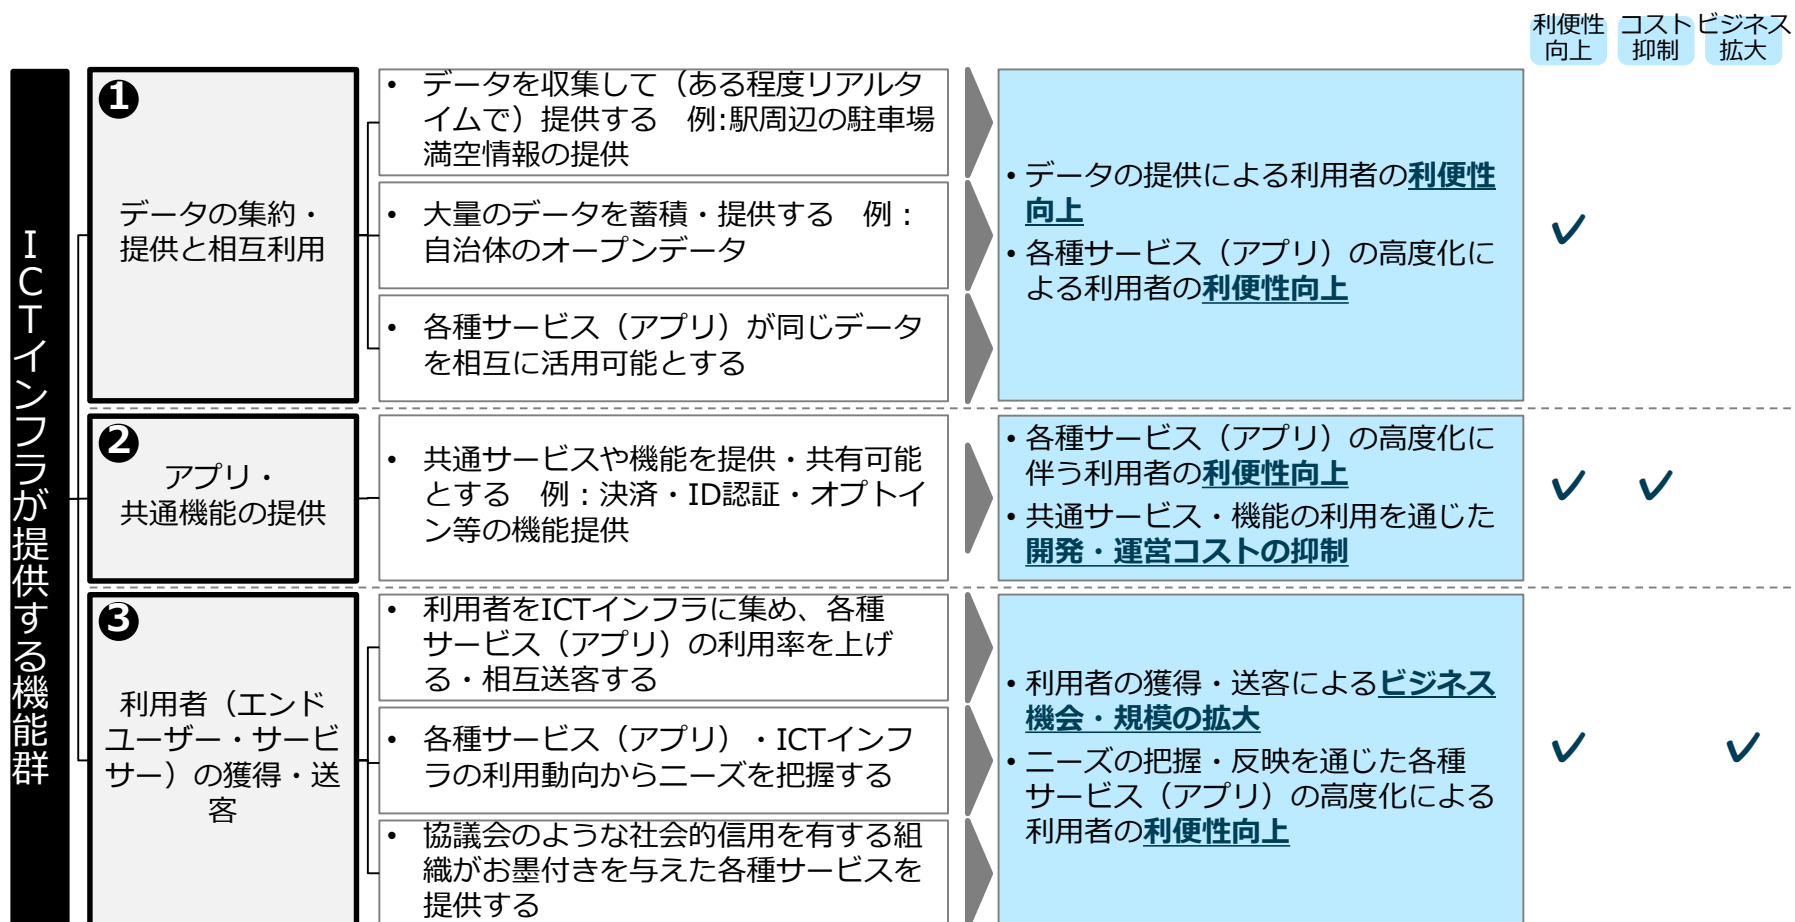 利便性
向上
コスト
抑制
ビジネス
拡大
ICTインフラが提供する機能群
1
データの集約・
提供と相互利用
• データを収集して（ある程度リアルタ
イムで）提供する　例:駅周辺の駐車場
満空情報の提供
• 大量のデータを蓄積・提供する　例：
自治体のオープンデータ
• 各種サービス（アプリ）が同じデータ
を相互に活用可能とする
• データの提供による利用者の利便性
向上
• 各種サービス（アプリ）の高度化に
よる利用者の利便性向上
✓
2
アプリ・
共通機能の提供
• 共通サービスや機能を提供・共有可能
とする　例：決済・ID認証・オプトイ
ン等の機能提供
• 各種サービス（アプリ）の高度化に
伴う利用者の利便性向上
• 共通サービス・機能の利用を通じた
開発・運営コストの抑制
✓ ✓
3
利用者（エンド
ユーザー・サービ
サー）の獲得・送
客
• 利用者をICTインフラに集め、各種
サービス（アプリ）の利用率を上げ
る・相互送客する
• 各種サービス（アプリ）・ICTインフ
ラの利用動向からニーズを把握する
• 協議会のような社会的信用を有する組
織がお墨付きを与えた各種サービスを
提供する
• 利用者の獲得・送客によるビジネス
機会・規模の拡大
• ニーズの把握・反映を通じた各種
サービス（アプリ）の高度化による
利用者の利便性向上
✓ ✓